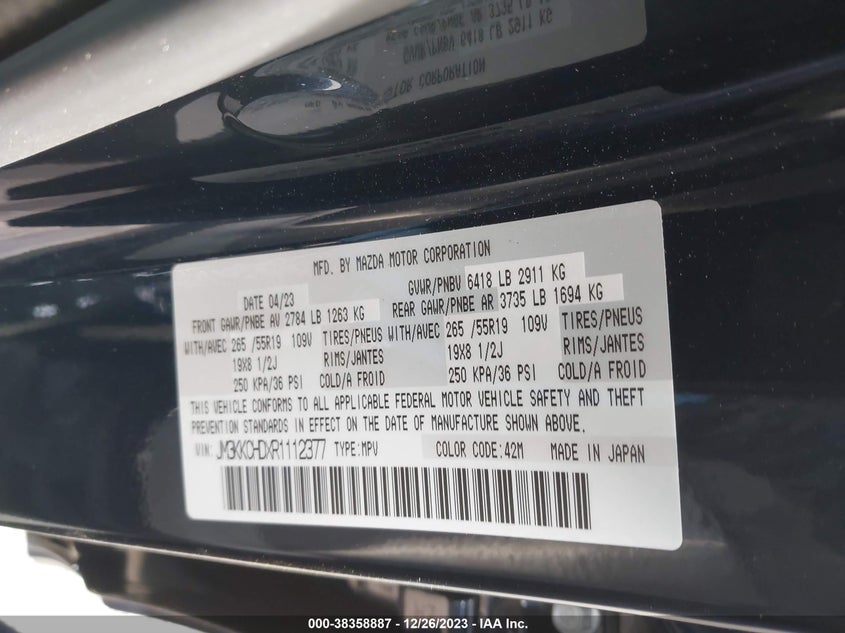 MFD. BY MAZDA MOTOR CORPORATION
DATE 04/23 GVWR/PNBV 6418 LB 2911 KG
FRONT GAWR/PNBE AV 2784 LB 1263 KG REAR GAWR/PNBE AR 3735 LB 1694 KG
WITH/AVEC 265 /55R19 109V TIRES/PNEUS WITH/AVEC 265 /55R19 109V TIRES/PNEUS
19X8 1/2J RIMS/JANTES 19X8 1/2J RIMS/JANTES
250 KPA/36 PSI COLD/A FROID 250 KPA/36 PSI COLD/A FROID
THIS VEHICLE CONFORMS TO ALL APPLICABLE FEDERAL MOTOR VEHICLE SAFETY AND THEFT
PREVENTION STANDARDS IN EFFECT ON THE DATE OF MANUFACTURE SHOWN ABOVE.
VIN: JM3KKCHDXR1112377 TYPE:MPV COLOR CODE:42M MADE IN JAPAN
000-38358887 - 12/26/2023 - IAA Inc.